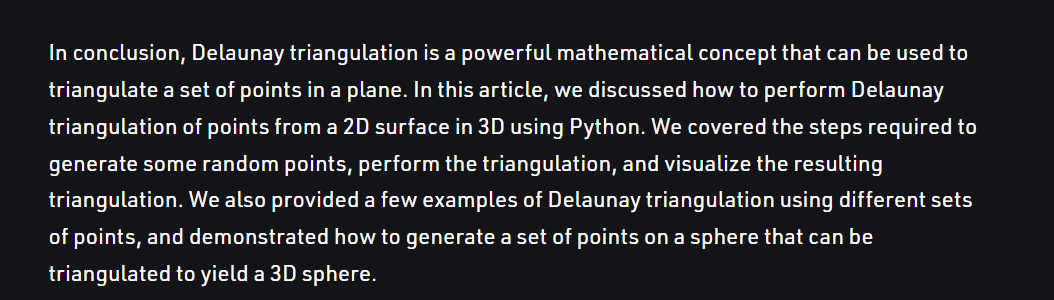 In conclusion, Delaunay triangulation is a powerful mathematical concept that can be used to
triangulate a set of points in a plane. In this article, we discussed how to perform Delaunay
triangulation of points from a 2D surface in 3D using Python. We covered the steps required to
generate some random points, perform the triangulation, and visualize the resulting
triangulation. We also provided a few examples of Delaunay triangulation using different sets
of points, and demonstrated how to generate a set of points on a sphere that can be
triangulated to yield a 3D sphere.